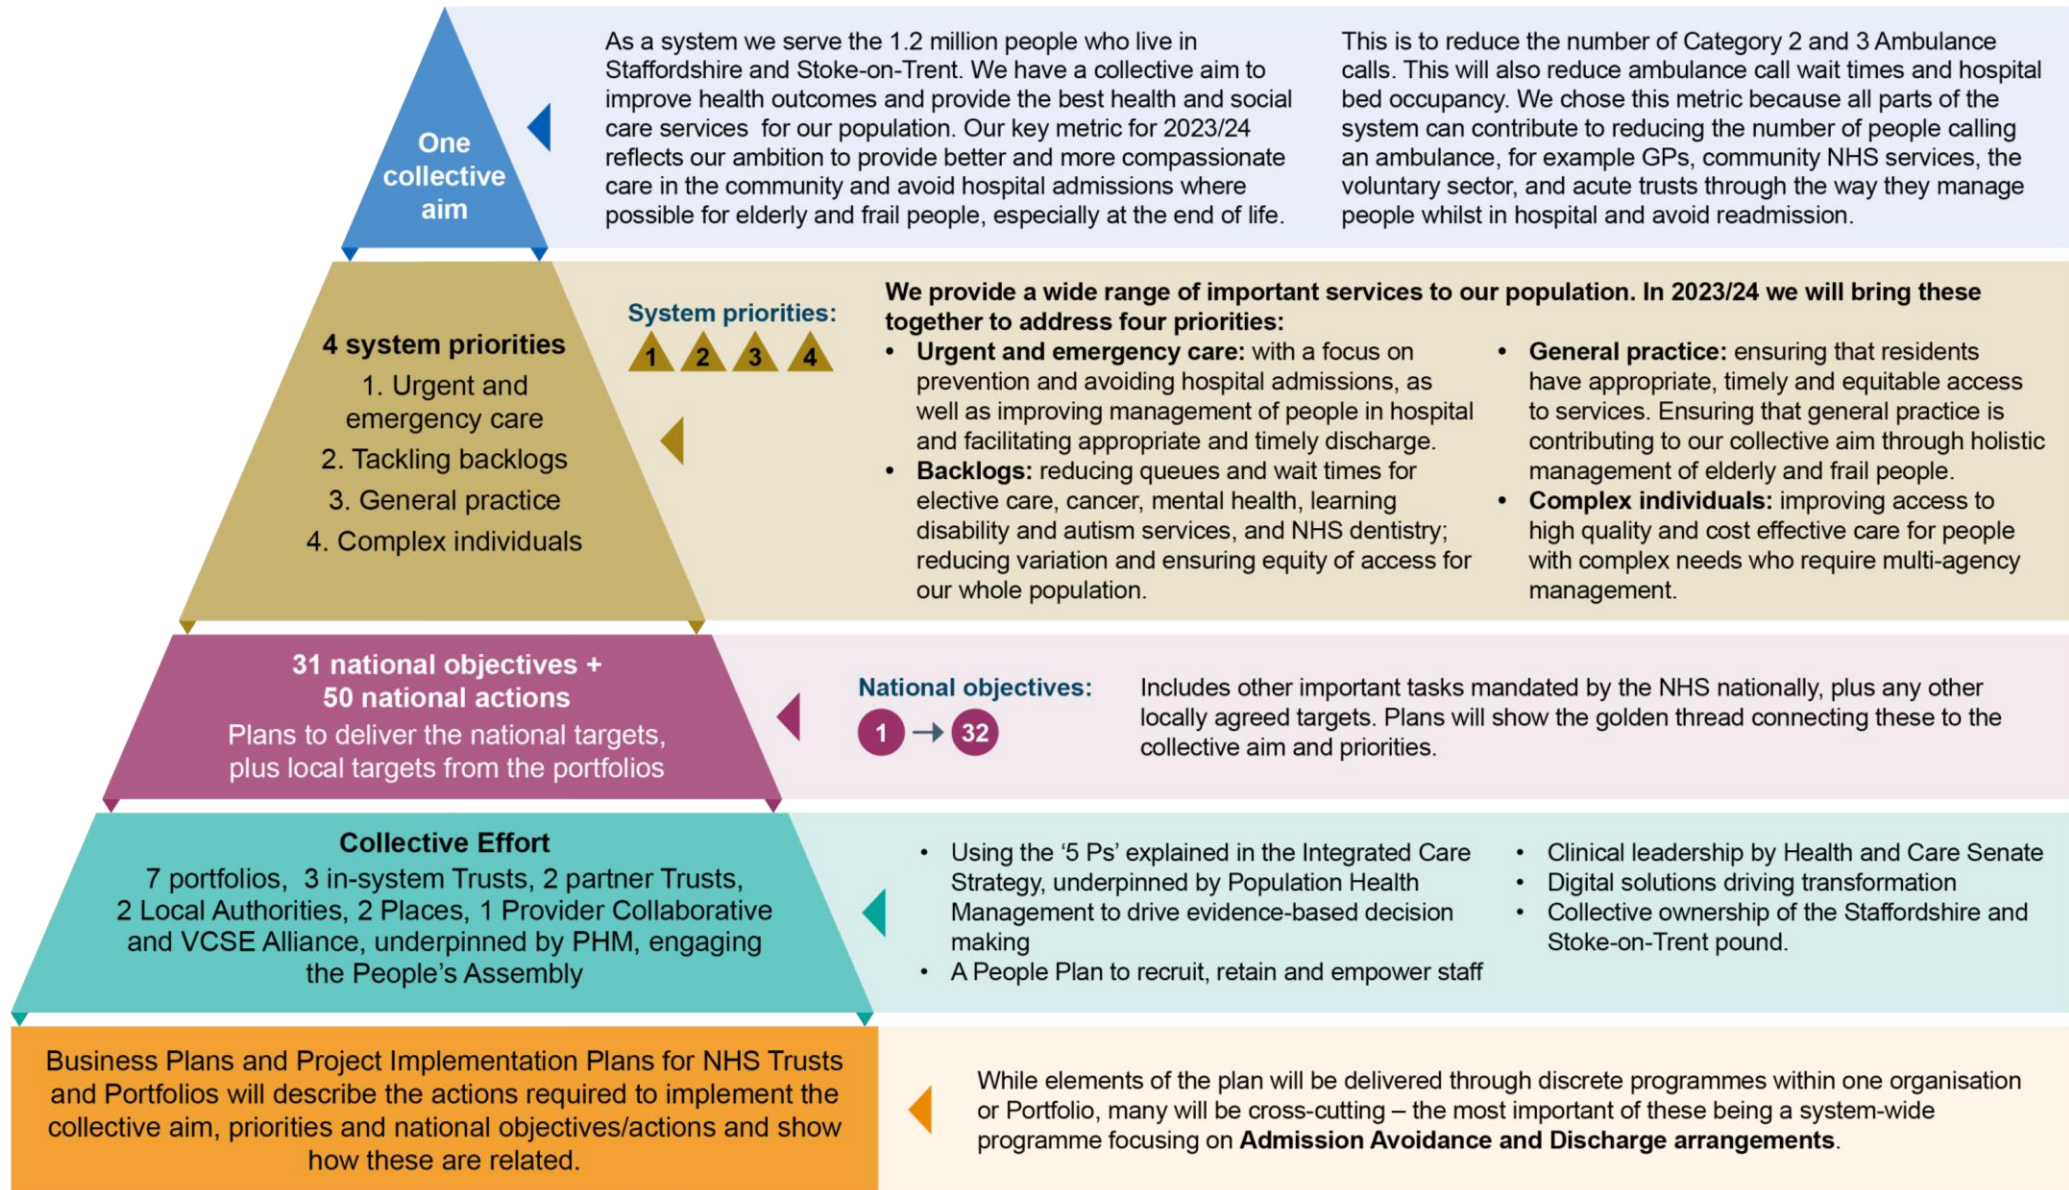 One
collective
aim
As a system we serve the 1.2 million people who live in
Staffordshire and Stoke-on-Trent. We have a collective aim to
improve health outcomes and provide the best health and social
care services for our population. Our key metric for 2023/24
reflects our ambition to provide better and more compassionate
care in the community and avoid hospital admissions where
possible for elderly and frail people, especially at the end of life.
This is to reduce the number of Category 2 and 3 Ambulance
calls. This will also reduce ambulance call wait times and hospital
bed occupancy. We chose this metric because all parts of the
system can contribute to reducing the number of people calling
an ambulance, for example GPs, community NHS services, the
voluntary sector, and acute trusts through the way they manage
people whilst in hospital and avoid readmission.
4 system priorities
1. Urgent and
emergency care
2. Tackling backlogs
3. General practice
4. Complex individuals
System priorities:
1 2 3 4
We provide a wide range of important services to our population. In 2023/24 we will bring these
together to address four priorities:
• Urgent and emergency care: with a focus on
prevention and avoiding hospital admissions, as
well as improving management of people in hospital
and facilitating appropriate and timely discharge.
• Backlogs: reducing queues and wait times for
elective care, cancer, mental health, learning
disability and autism services, and NHS dentistry;
reducing variation and ensuring equity of access for
our whole population.
• General practice: ensuring that residents
have appropriate, timely and equitable access
to services. Ensuring that general practice is
contributing to our collective aim through holistic
management of elderly and frail people.
• Complex individuals: improving access to
high quality and cost effective care for people
with complex needs who require multi-agency
management.
31 national objectives +
50 national actions
Plans to deliver the national targets,
plus local targets from the portfolios
National objectives:
1 → 32
Includes other important tasks mandated by the NHS nationally, plus any other
locally agreed targets. Plans will show the golden thread connecting these to the
collective aim and priorities.
Collective Effort
7 portfolios, 3 in-system Trusts, 2 partner Trusts,
2 Local Authorities, 2 Places, 1 Provider Collaborative
and VCSE Alliance, underpinned by PHM, engaging
the People's Assembly
• Using the '5 Ps' explained in the Integrated Care
Strategy, underpinned by Population Health
Management to drive evidence-based decision
making
• A People Plan to recruit, retain and empower staff
• Clinical leadership by Health and Care Senate
• Digital solutions driving transformation
• Collective ownership of the Staffordshire and
Stoke-on-Trent pound.
Business Plans and Project Implementation Plans for NHS Trusts
and Portfolios will describe the actions required to implement the
collective aim, priorities and national objectives/actions and show
how these are related.
While elements of the plan will be delivered through discrete programmes within one organisation
or Portfolio, many will be cross-cutting – the most important of these being a system-wide
programme focusing on Admission Avoidance and Discharge arrangements.